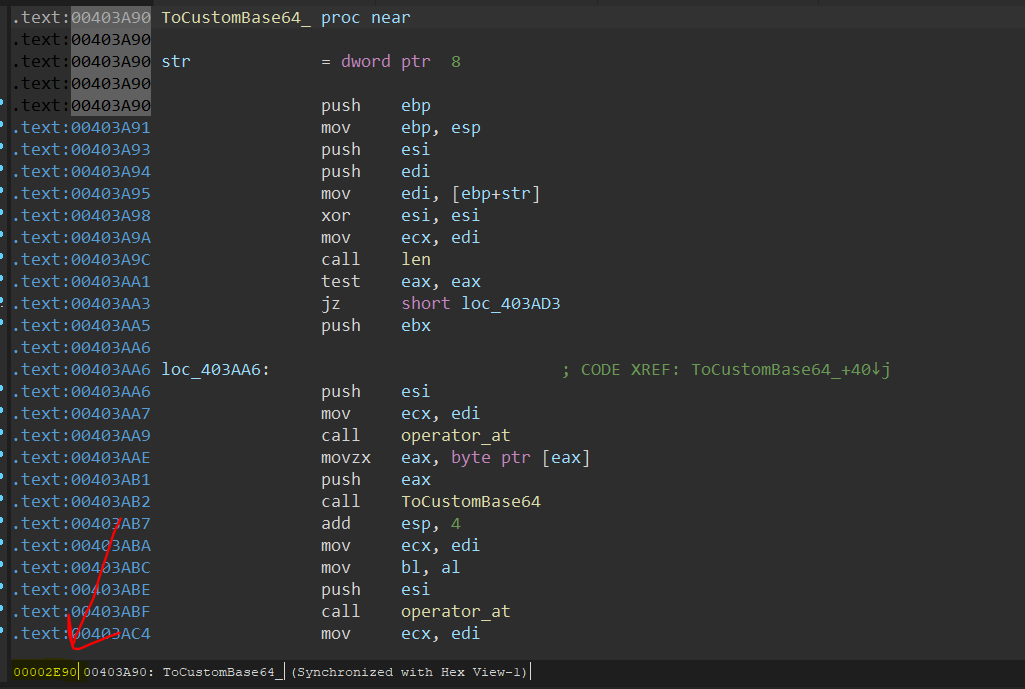 .text:00403A90 ToCustomBase64_ proc near
.text:00403A90
.text:00403A90 str = dword ptr 8
.text:00403A90
.text:00403A90 push ebp
.text:00403A91 mov ebp, esp
.text:00403A93 push esi
.text:00403A94 push edi
.text:00403A95 mov edi, [ebp+str]
.text:00403A98 xor esi, esi
.text:00403A9A mov ecx, edi
.text:00403A9C call len
.text:00403AA1 test eax, eax
.text:00403AA3 jz short loc_403AD3
.text:00403AA5 push ebx
.text:00403AA6
.text:00403AA6 loc_403AA6: ; CODE XREF: ToCustomBase64_+40↓j
.text:00403AA6 push esi
.text:00403AA7 mov ecx, edi
.text:00403AA9 call operator_at
.text:00403AAE movzx eax, byte ptr [eax]
.text:00403AB1 push eax
.text:00403AB2 call ToCustomBase64
.text:00403AB7 add esp, 4
.text:00403ABA mov ecx, edi
.text:00403ABC mov bl, al
.text:00403ABE push esi
.text:00403ABF call operator_at
.text:00403AC4 mov ecx, edi
00002E90 00403A90: ToCustomBase64_ (Synchronized with Hex View-1)